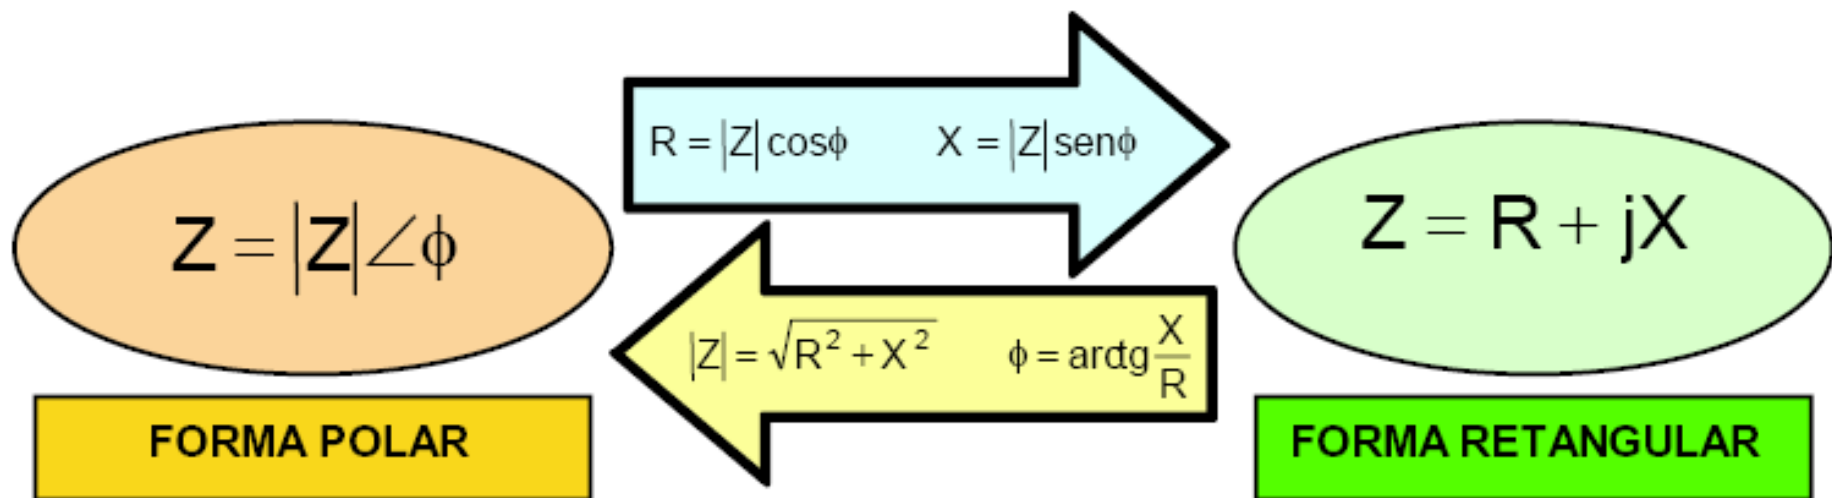 R = |Z| cosϕ X = |Z| senϕ
Z = |Z|∠ϕ
Z = R + jX
|Z| = √R² + X² ϕ = arctg X/R
FORMA POLAR
FORMA RETANGULAR